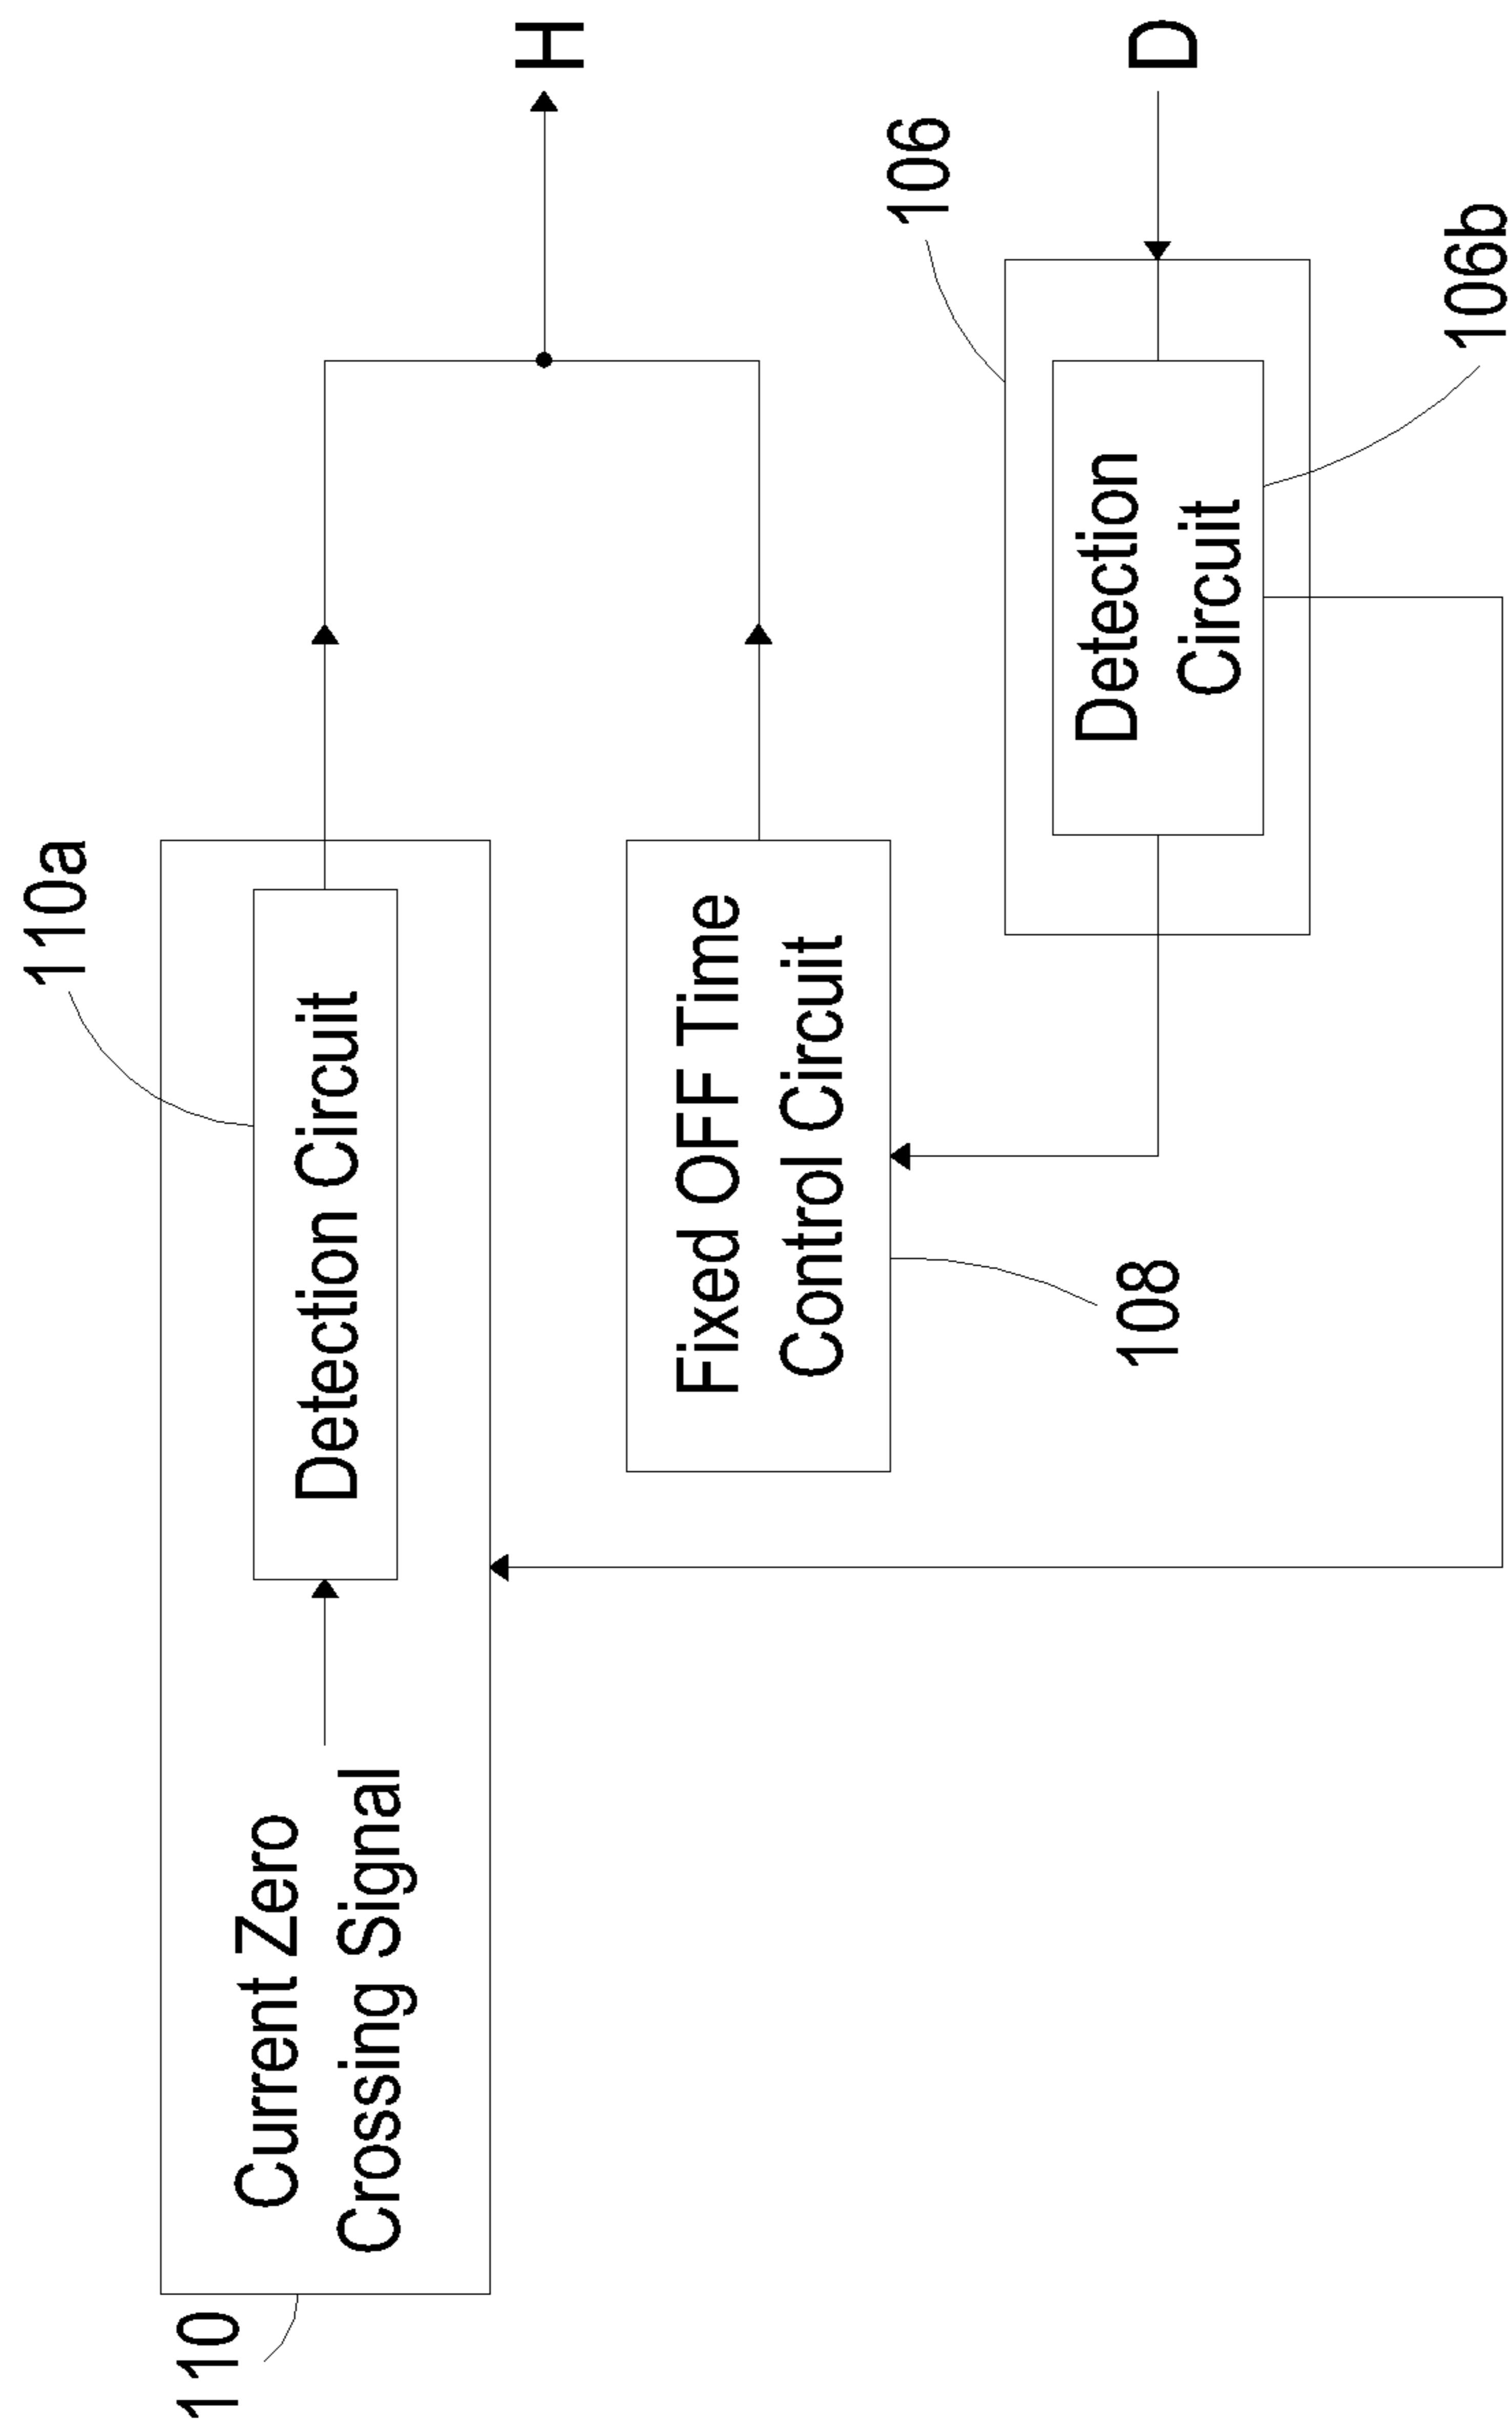 110a
110
Current Zero
Crossing Signal
Detection Circuit
H
Fixed OFF Time
Control Circuit
108
106
Detection
Circuit
D
106b